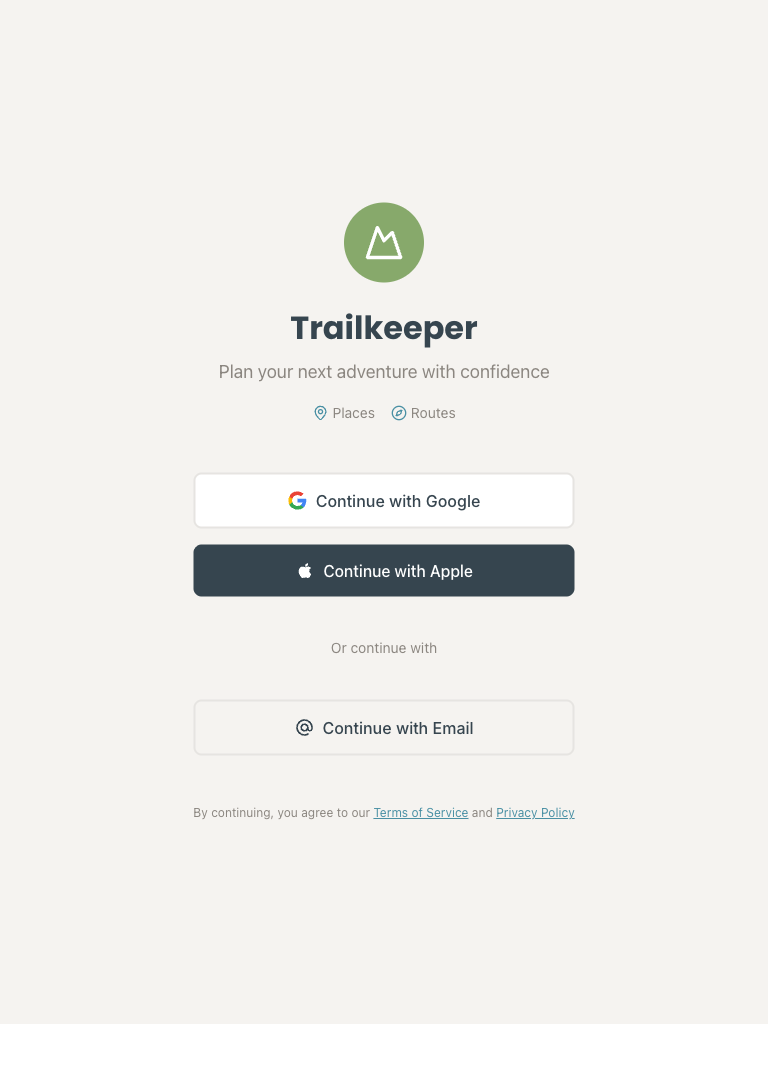 Trailkeeper
Plan your next adventure with confidence
Places Routes
Continue with Google
Continue with Apple
Or continue with
Continue with Email
By continuing, you agree to our Terms of Service and Privacy Policy